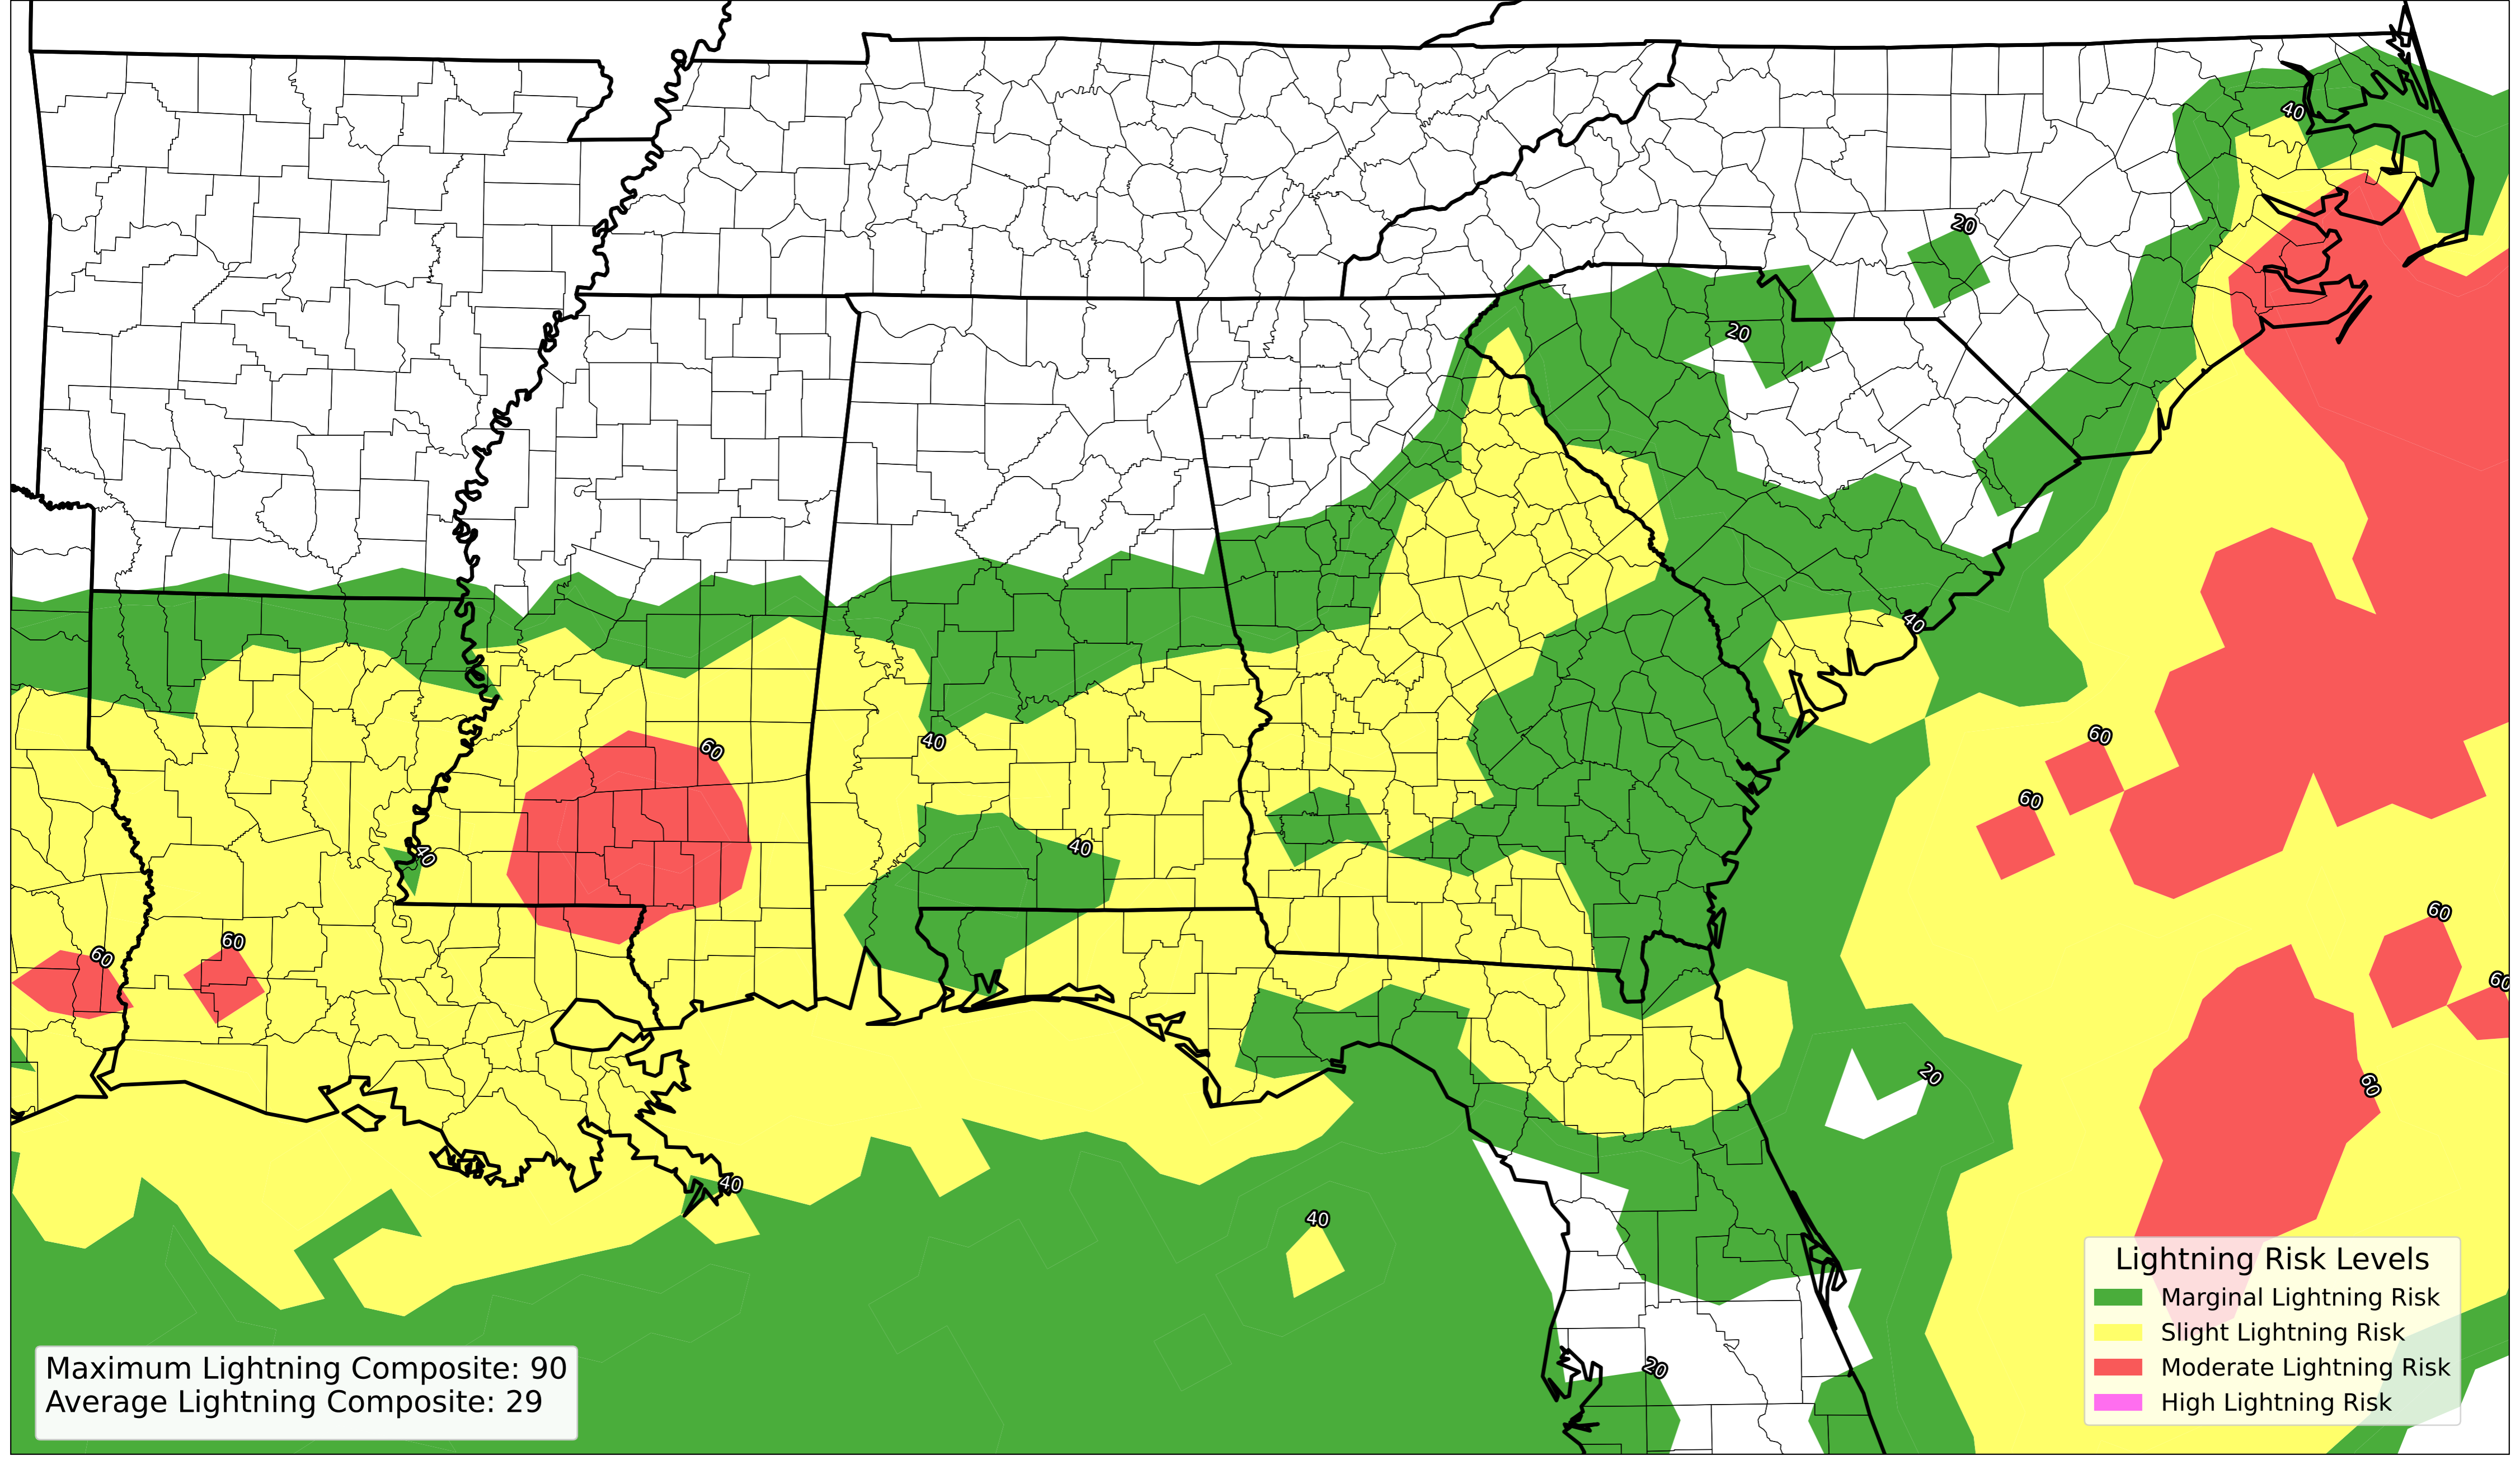 40
20
20
40
60
40
60
60
40
40
60
60
60
60
60
20
60
40
40
20
Lightning Risk Levels
Marginal Lightning Risk
Slight Lightning Risk
Moderate Lightning Risk
High Lightning Risk
Maximum Lightning Composite: 90
Average Lightning Composite: 29